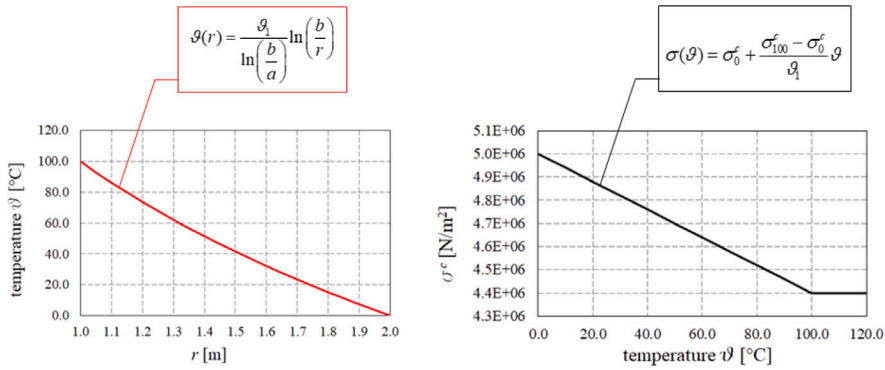 ϑ(r) = ϑ₁ / ln(b/a) ln(b/r)
120.0
100.0
80.0
60.0
40.0
20.0
0.0
temperature ϑ [°C]
1.0 1.1 1.2 1.3 1.4 1.5 1.6 1.7 1.8 1.9 2.0
r [m]
σ(ϑ) = σ₀ᶜ + (σ₁₀₀ᶜ − σ₀ᶜ) / ϑ₁ ϑ
5.1E+06
5.0E+06
4.9E+06
4.8E+06
4.7E+06
4.6E+06
4.5E+06
4.4E+06
4.3E+06
σᶜ [N/m²]
0.0 20.0 40.0 60.0 80.0 100.0 120.0
temperature ϑ [°C]